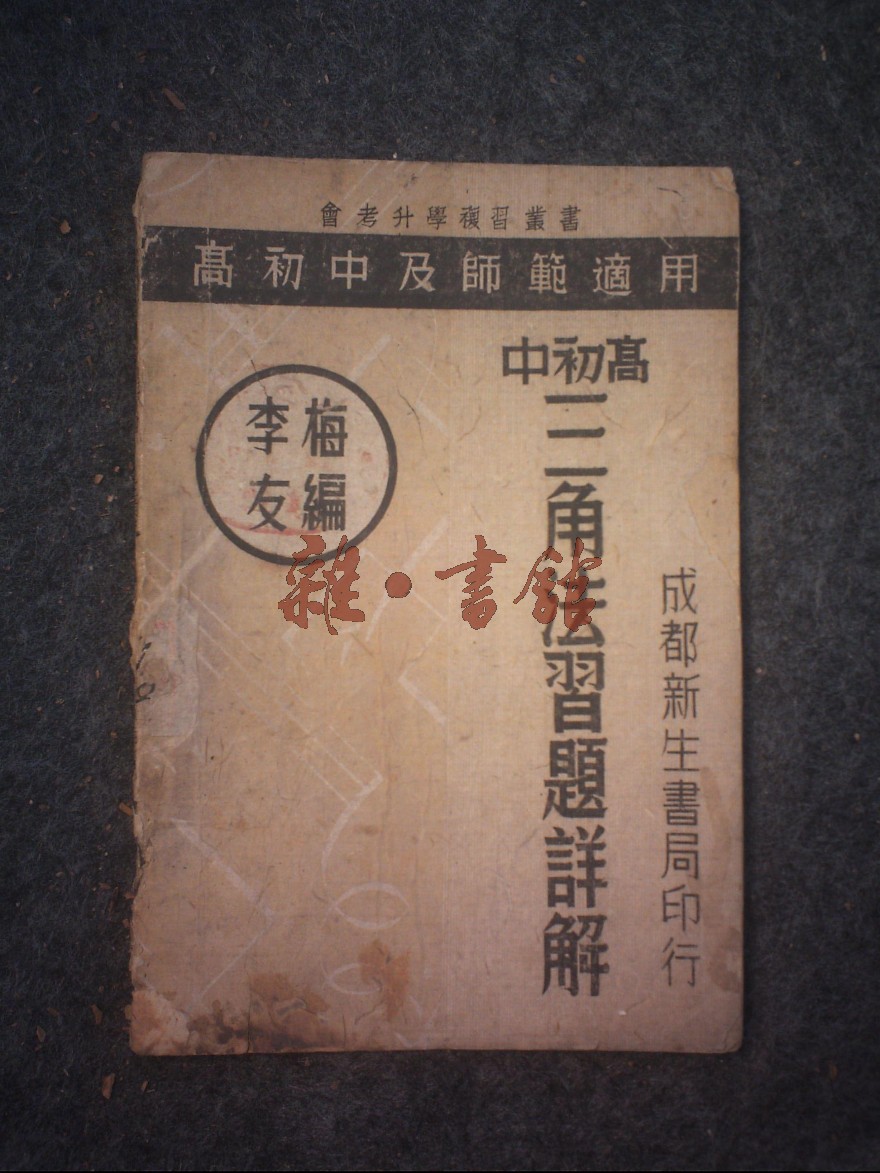 會考升學複習叢書
高初中及師範適用
高初中
三角法習題詳解
李友
梅編
成都新生書局印行
雜·書館